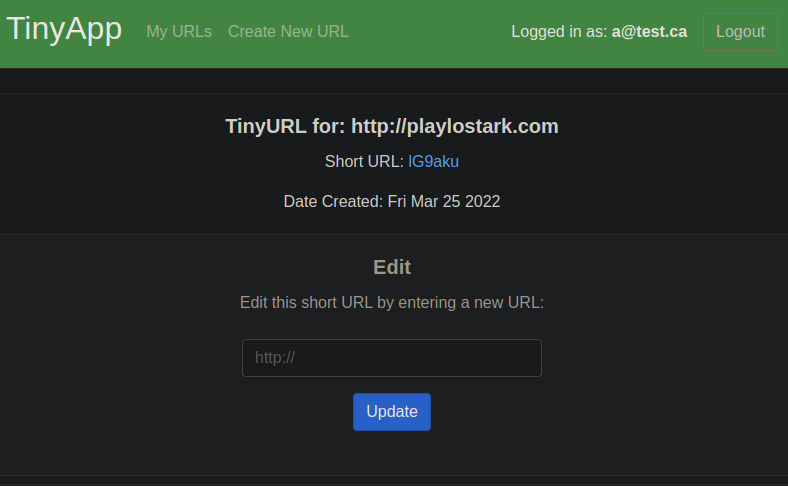 TinyApp My URLs Create New URL Logged in as: a@test.ca Logout
TinyURL for: http://playlostark.com
Short URL: lG9aku
Date Created: Fri Mar 25 2022
Edit
Edit this short URL by entering a new URL:
http://
Update